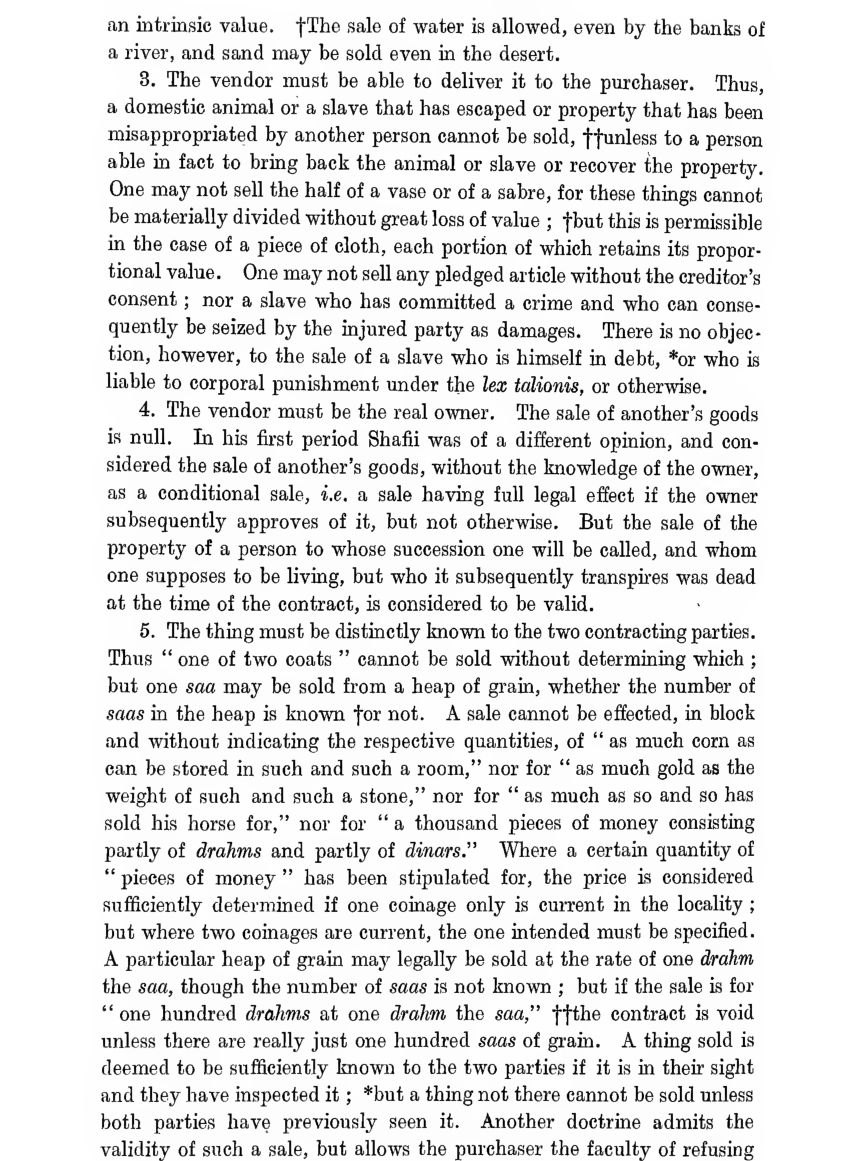 an intrinsic value. †The sale of water is allowed, even by the banks of
a river, and sand may be sold even in the desert.
3. The vendor must be able to deliver it to the purchaser. Thus,
a domestic animal or a slave that has escaped or property that has been
misappropriated by another person cannot be sold, ††unless to a person
able in fact to bring back the animal or slave or recover the property.
One may not sell the half of a vase or of a sabre, for these things cannot
be materially divided without great loss of value ; †but this is permissible
in the case of a piece of cloth, each portion of which retains its propor-
tional value. One may not sell any pledged article without the creditor's
consent ; nor a slave who has committed a crime and who can conse-
quently be seized by the injured party as damages. There is no objec-
tion, however, to the sale of a slave who is himself in debt, *or who is
liable to corporal punishment under the lex talionis, or otherwise.
4. The vendor must be the real owner. The sale of another's goods
is null. In his first period Shafii was of a different opinion, and con-
sidered the sale of another's goods, without the knowledge of the owner,
as a conditional sale, i.e. a sale having full legal effect if the owner
subsequently approves of it, but not otherwise. But the sale of the
property of a person to whose succession one will be called, and whom
one supposes to be living, but who it subsequently transpires was dead
at the time of the contract, is considered to be valid.
5. The thing must be distinctly known to the two contracting parties.
Thus " one of two coats " cannot be sold without determining which ;
but one saa may be sold from a heap of grain, whether the number of
saas in the heap is known †or not. A sale cannot be effected, in block
and without indicating the respective quantities, of " as much corn as
can be stored in such and such a room," nor for " as much gold as the
weight of such and such a stone," nor for " as much as so and so has
sold his horse for," nor for " a thousand pieces of money consisting
partly of drahms and partly of dinars." Where a certain quantity of
" pieces of money " has been stipulated for, the price is considered
sufficiently determined if one coinage only is current in the locality ;
but where two coinages are current, the one intended must be specified.
A particular heap of grain may legally be sold at the rate of one drahm
the saa, though the number of saas is not known ; but if the sale is for
" one hundred drahms at one drahm the saa," ††the contract is void
unless there are really just one hundred saas of grain. A thing sold is
deemed to be sufficiently known to the two parties if it is in their sight
and they have inspected it ; *but a thing not there cannot be sold unless
both parties have previously seen it. Another doctrine admits the
validity of such a sale, but allows the purchaser the faculty of refusing